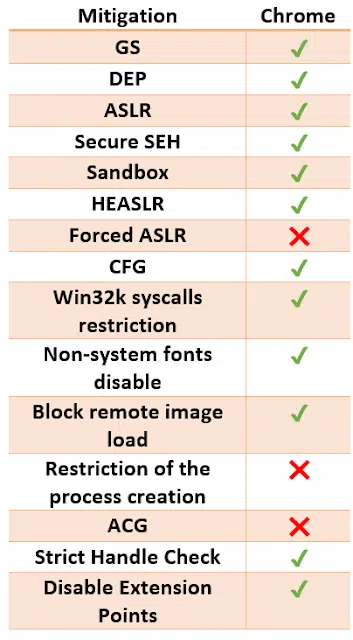 Mitigation Chrome
GS ✓
DEP ✓
ASLR ✓
Secure SEH ✓
Sandbox ✓
HEASLR ✓
Forced ASLR ✗
CFG ✓
Win32k syscalls ✓
restriction
Non-system fonts ✓
disable
Block remote image ✓
load
Restriction of the ✗
process creation
ACG ✗
Strict Handle Check ✓
Disable Extension ✓
Points